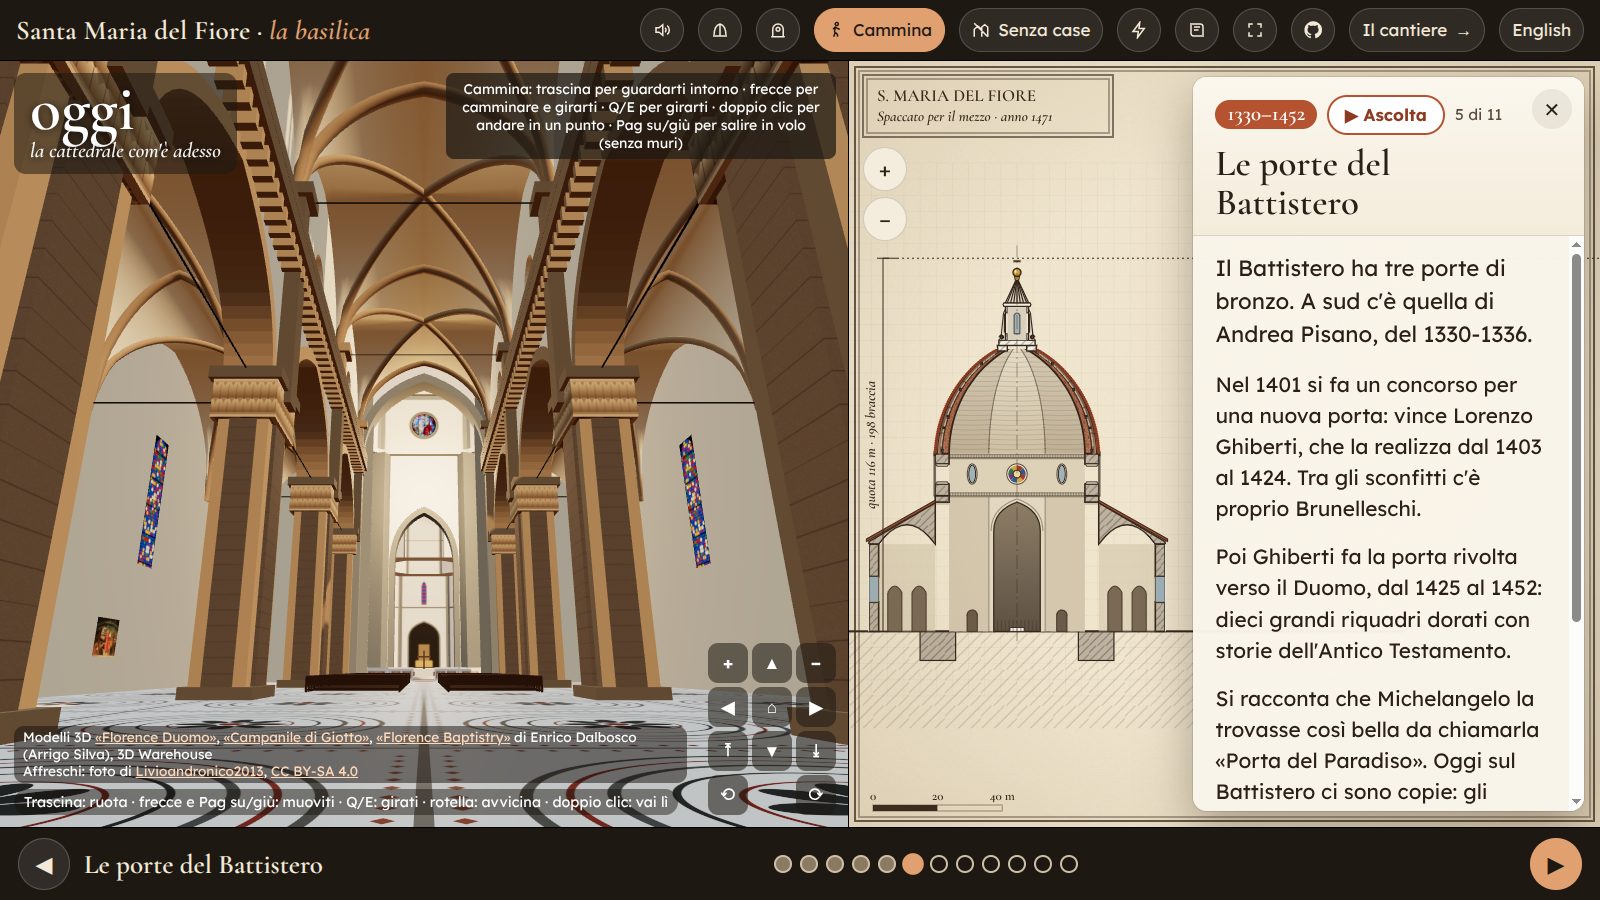 Santa Maria del Fiore · la basilica
Cammina
Senza case
Il cantiere →
English
oggi
la cattedrale com'è adesso
Cammina: trascina per guardarti intorno · frecce per
camminare e girarti · Q/E per girarti · doppio clic per
andare in un punto · Pag su/giù per salire in volo
(senza muri)
Modelli 3D «Florence Duomo», «Campanile di Giotto», «Florence Baptistry» di Enrico Dalbosco
(Arrigo Silva), 3D Warehouse
Affreschi: foto di Livioandronico2013, CC BY-SA 4.0
Trascina: ruota · frecce e Pag su/giù: muoviti · Q/E: girati · rotella: avvicina · doppio clic: vai lì
S. MARIA DEL FIORE
Spaccato per il mezzo · anno 1471
quota 116 m · 198 braccia
0 20 40 m
1330–1452
▶ Ascolta
5 di 11
Le porte del
Battistero
Il Battistero ha tre porte di
bronzo. A sud c'è quella di
Andrea Pisano, del 1330-1336.
Nel 1401 si fa un concorso per
una nuova porta: vince Lorenzo
Ghiberti, che la realizza dal 1403
al 1424. Tra gli sconfitti c'è
proprio Brunelleschi.
Poi Ghiberti fa la porta rivolta
verso il Duomo, dal 1425 al 1452:
dieci grandi riquadri dorati con
storie dell'Antico Testamento.
Si racconta che Michelangelo la
trovasse così bella da chiamarla
«Porta del Paradiso». Oggi sul
Battistero ci sono copie: gli
Le porte del Battistero